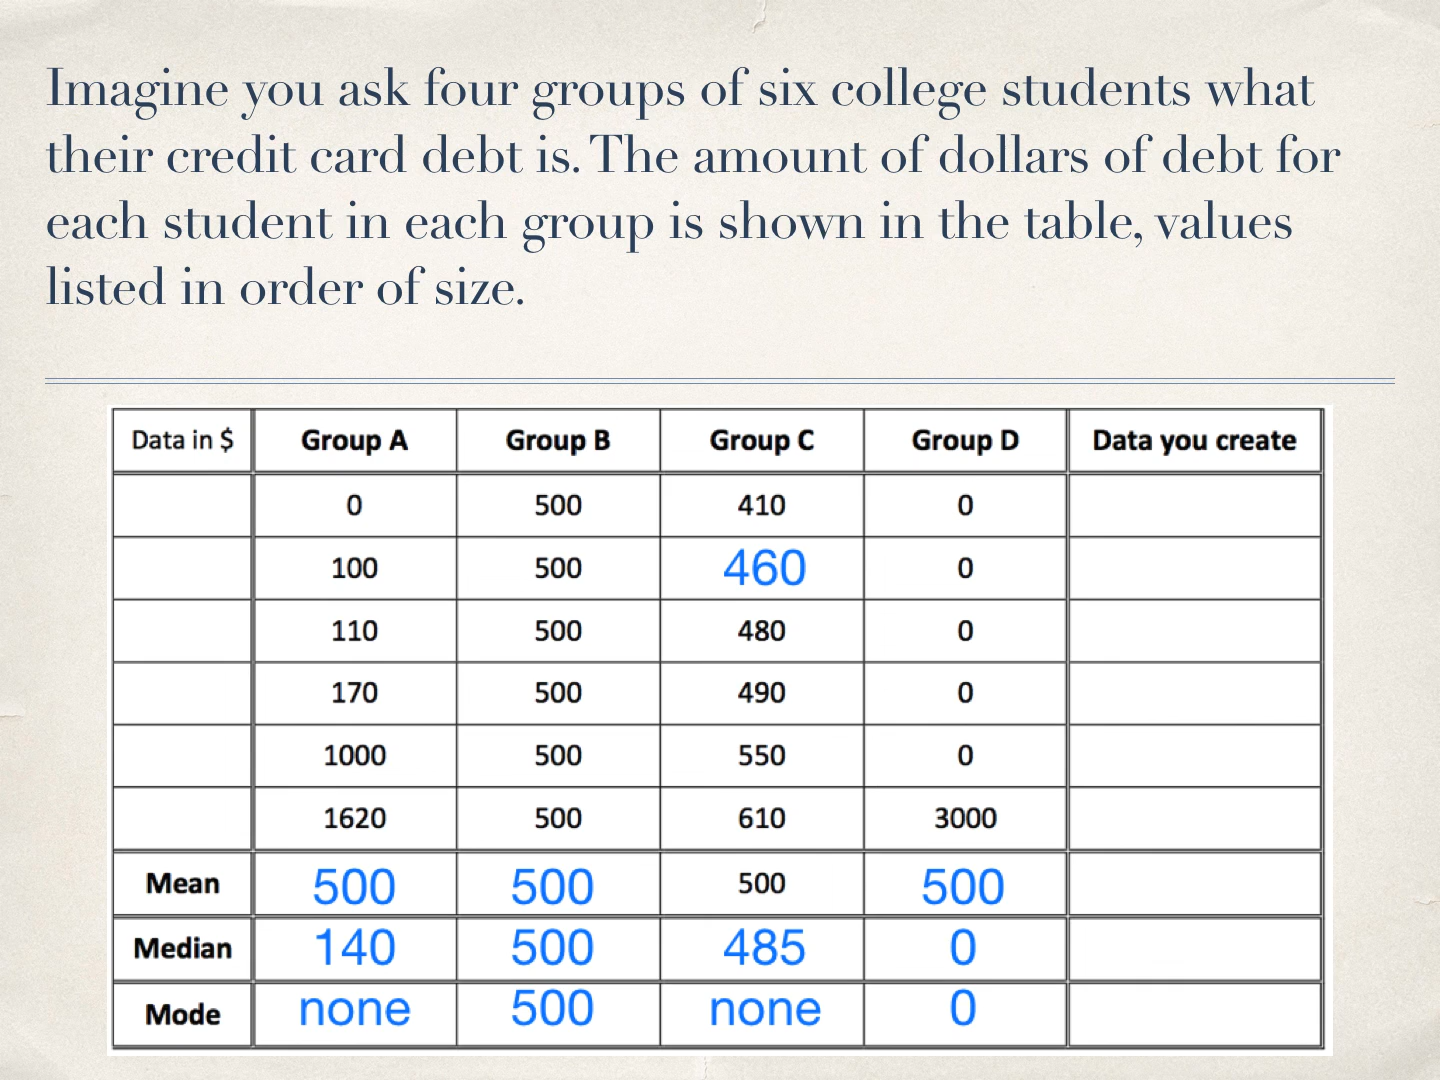 Imagine you ask four groups of six college students what
their credit card debt is. The amount of dollars of debt for
each student in each group is shown in the table, values
listed in order of size.
Data in $ Group A Group B Group C Group D Data you create
0 500 410 0
100 500 460 0
110 500 480 0
170 500 490 0
1000 500 550 0
1620 500 610 3000
Mean 500 500 500 500
Median 140 500 485 0
Mode none 500 none 0